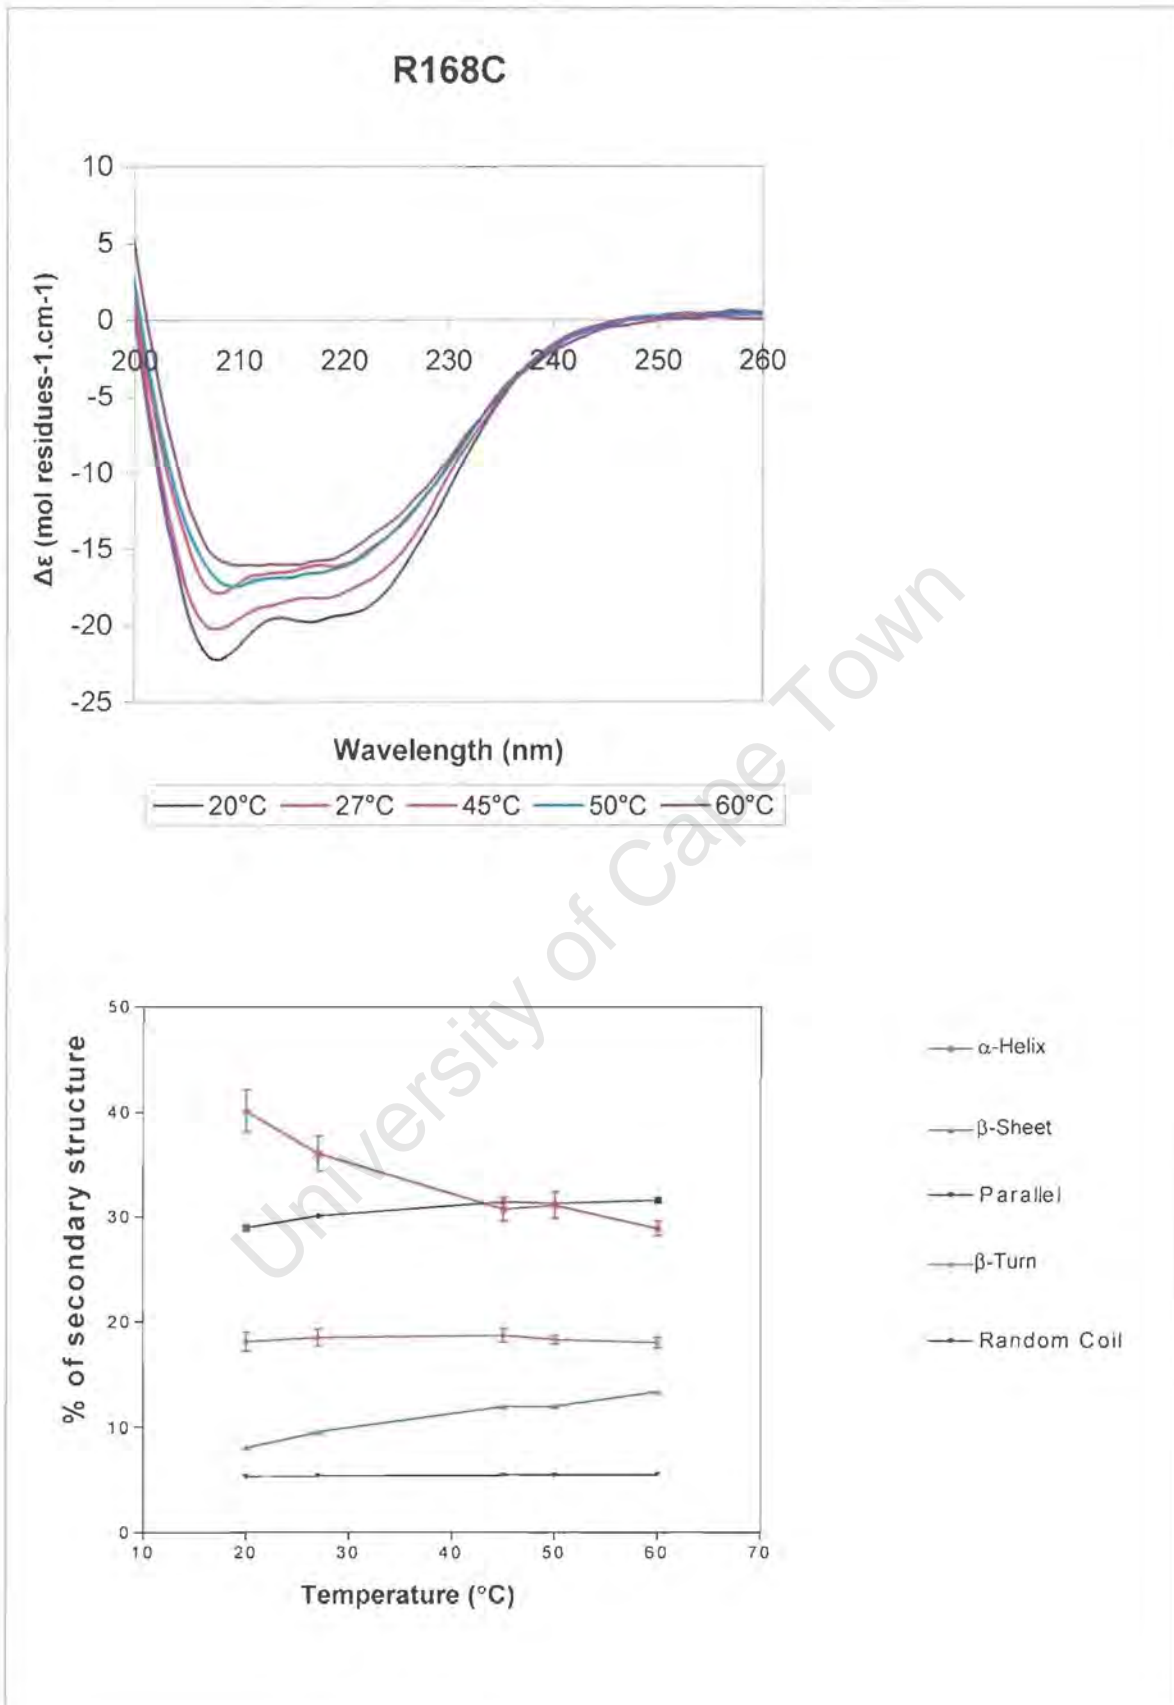 R168C
10
5
0
-5
-10
-15
-20
-25
200 210 220 230 240 250 260
Δε (mol residues-1.cm-1)
Wavelength (nm)
20°C 27°C 45°C 50°C 60°C
50
40
30
20
10
0
10 20 30 40 50 60 70
% of secondary structure
Temperature (°C)
α-Helix
β-Sheet
Parallel
β-Turn
Random Coil
University of Cape Town